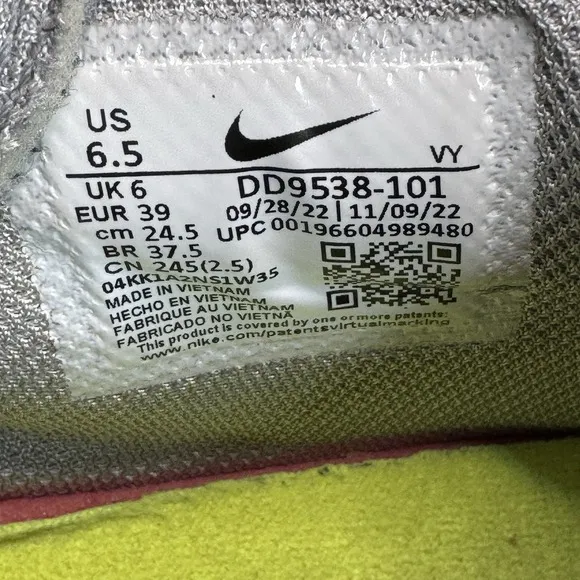 US
6.5
VY
UK 6
DD9538-101
EUR 39
09/28/22 | 11/09/22
cm 24.5
UPC 00196604989480
BR 37.5
CN 245(2.5)
04KK1A2NS1W35
MADE IN VIETNAM
HECHO EN VIETNAM
FABRIQUE AU VIETNAM
FABRICADO NO VIETNÃ
This product is covered by one or more patents:
www.nike.com/patentsvirtualmarking